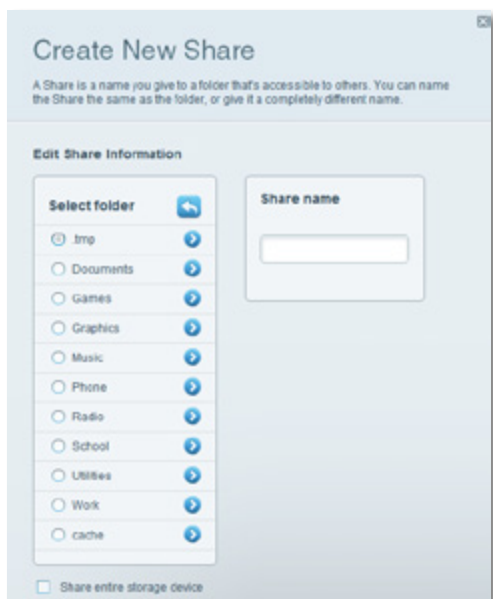 Create New Share
A Share is a name you give to a folder that's accessible to others. You can name
the Share the same as the folder, or give it a completely different name.
Edit Share Information
Select folder
.tmp
Documents
Games
Graphics
Music
Phone
Radio
School
Utilities
Work
cache
Share name
Share entire storage device